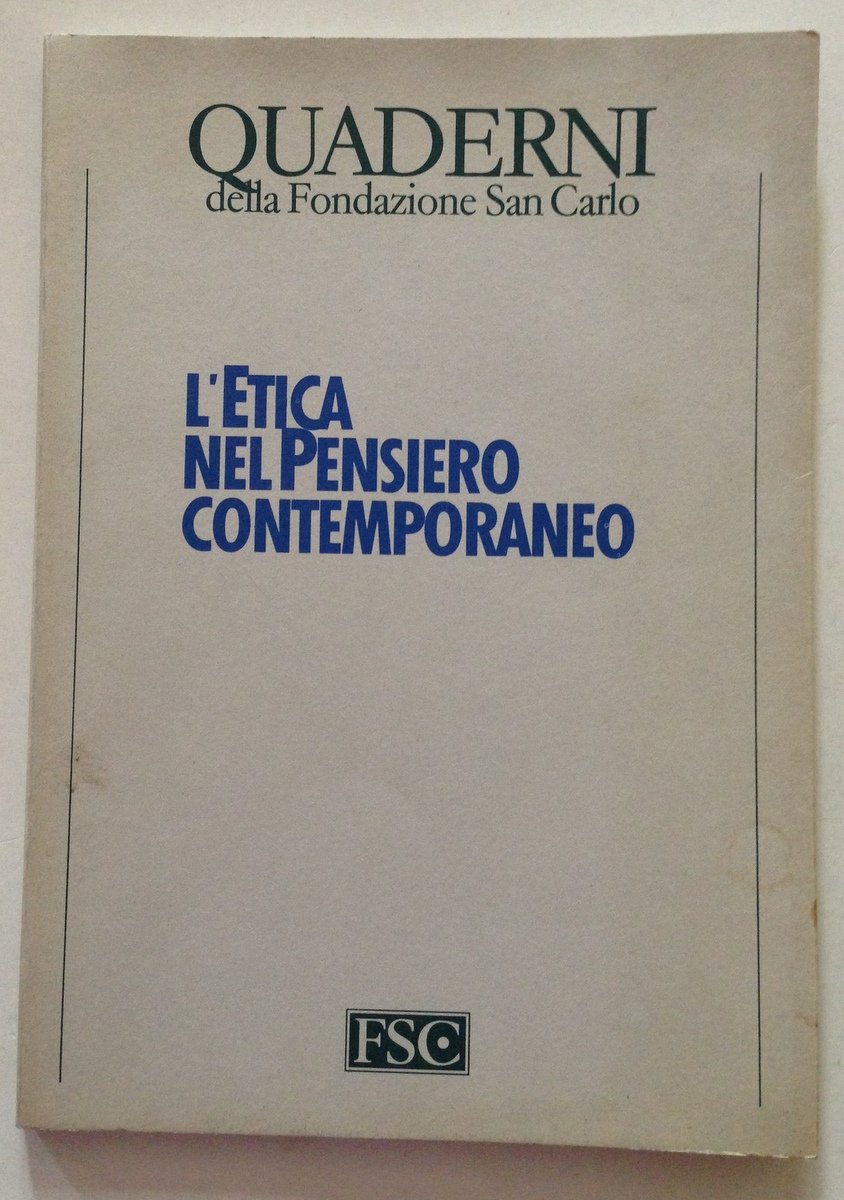 QUADERNI
della Fondazione San Carlo
L'ETICA
NEL PENSIERO
CONTEMPORANEO
FSC